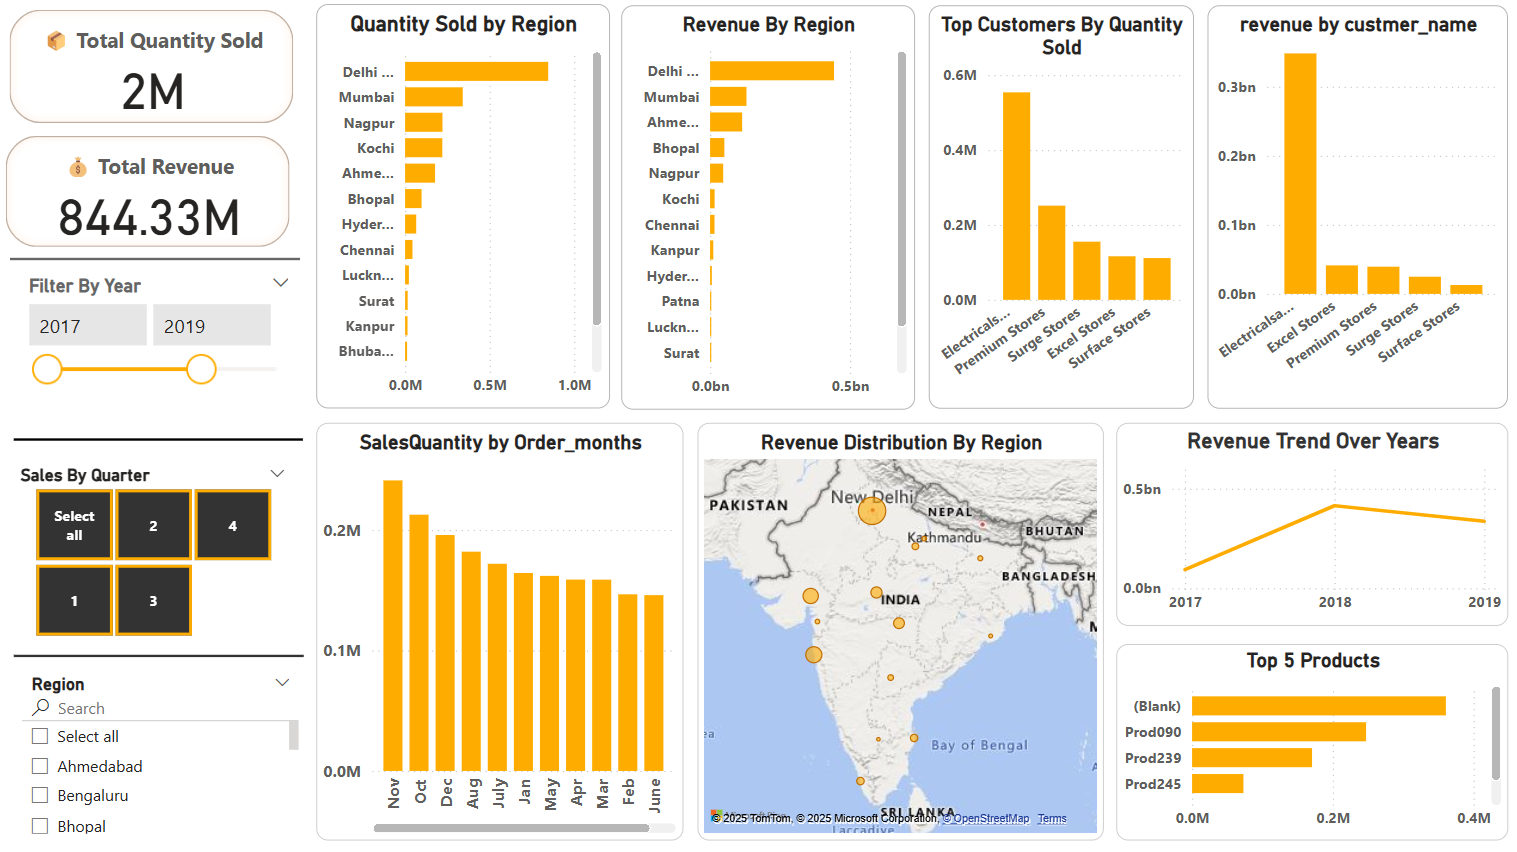 Total Quantity Sold
2M
Total Revenue
844.33M
Filter By Year
2017
2019
Sales By Quarter
Select
all
2
4
1
3
Region
Search
Select all
Ahmedabad
Bengaluru
Bhopal
Quantity Sold by Region
Delhi ...
Mumbai
Nagpur
Kochi
Ahme...
Bhopal
Hyder...
Chennai
Luckn...
Surat
Kanpur
Bhuba...
0.0M
0.5M
1.0M
Revenue By Region
Delhi ...
Mumbai
Ahme...
Bhopal
Nagpur
Kochi
Chennai
Kanpur
Hyder...
Patna
Luckn...
Surat
0.0bn
0.5bn
Top Customers By Quantity
Sold
0.6M
0.4M
0.2M
0.0M
Electricals...
Premium Stores
Surge Stores
Excel Stores
Surface Stores
revenue by custmer_name
0.3bn
0.2bn
0.1bn
0.0bn
Electricalsa...
Excel Stores
Premium Stores
Surge Stores
Surface Stores
SalesQuantity by Order_months
0.2M
0.1M
0.0M
Nov
Oct
Dec
Aug
July
Jan
May
Apr
Mar
Feb
June
Revenue Distribution By Region
PAKISTAN
New Delhi
NEPAL
Kathmandu
BHUTAN
BANGLADESH
INDIA
Bay of Bengal
SRI LANKA
© 2025 TomTom, © 2025 Microsoft Corporation, © OpenStreetMap Terms
Laccadive
Revenue Trend Over Years
0.5bn
0.0bn
2017
2018
2019
Top 5 Products
(Blank)
Prod090
Prod239
Prod245
0.0M
0.2M
0.4M